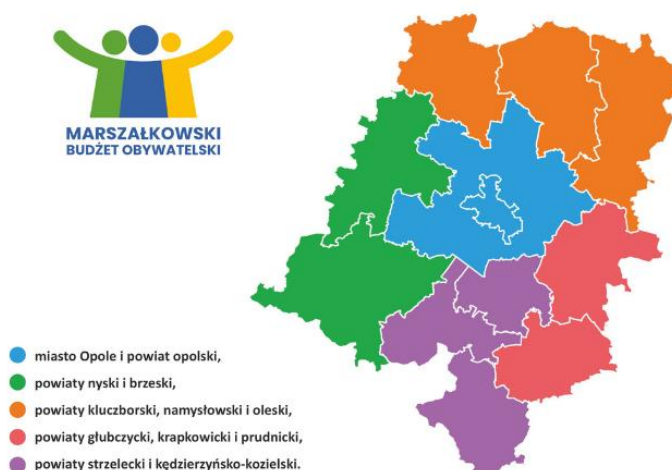 MARSZAŁKOWSKI
BUDŻET OBYWATELSKI
miasto Opole i powiat opolski,
powiaty nyski i brzeski,
powiaty kluczborski, namysłowski i oleski,
powiaty głubczycki, krapkowicki i prudnicki,
powiaty strzelecki i kędzierzyńsko-kozielski.